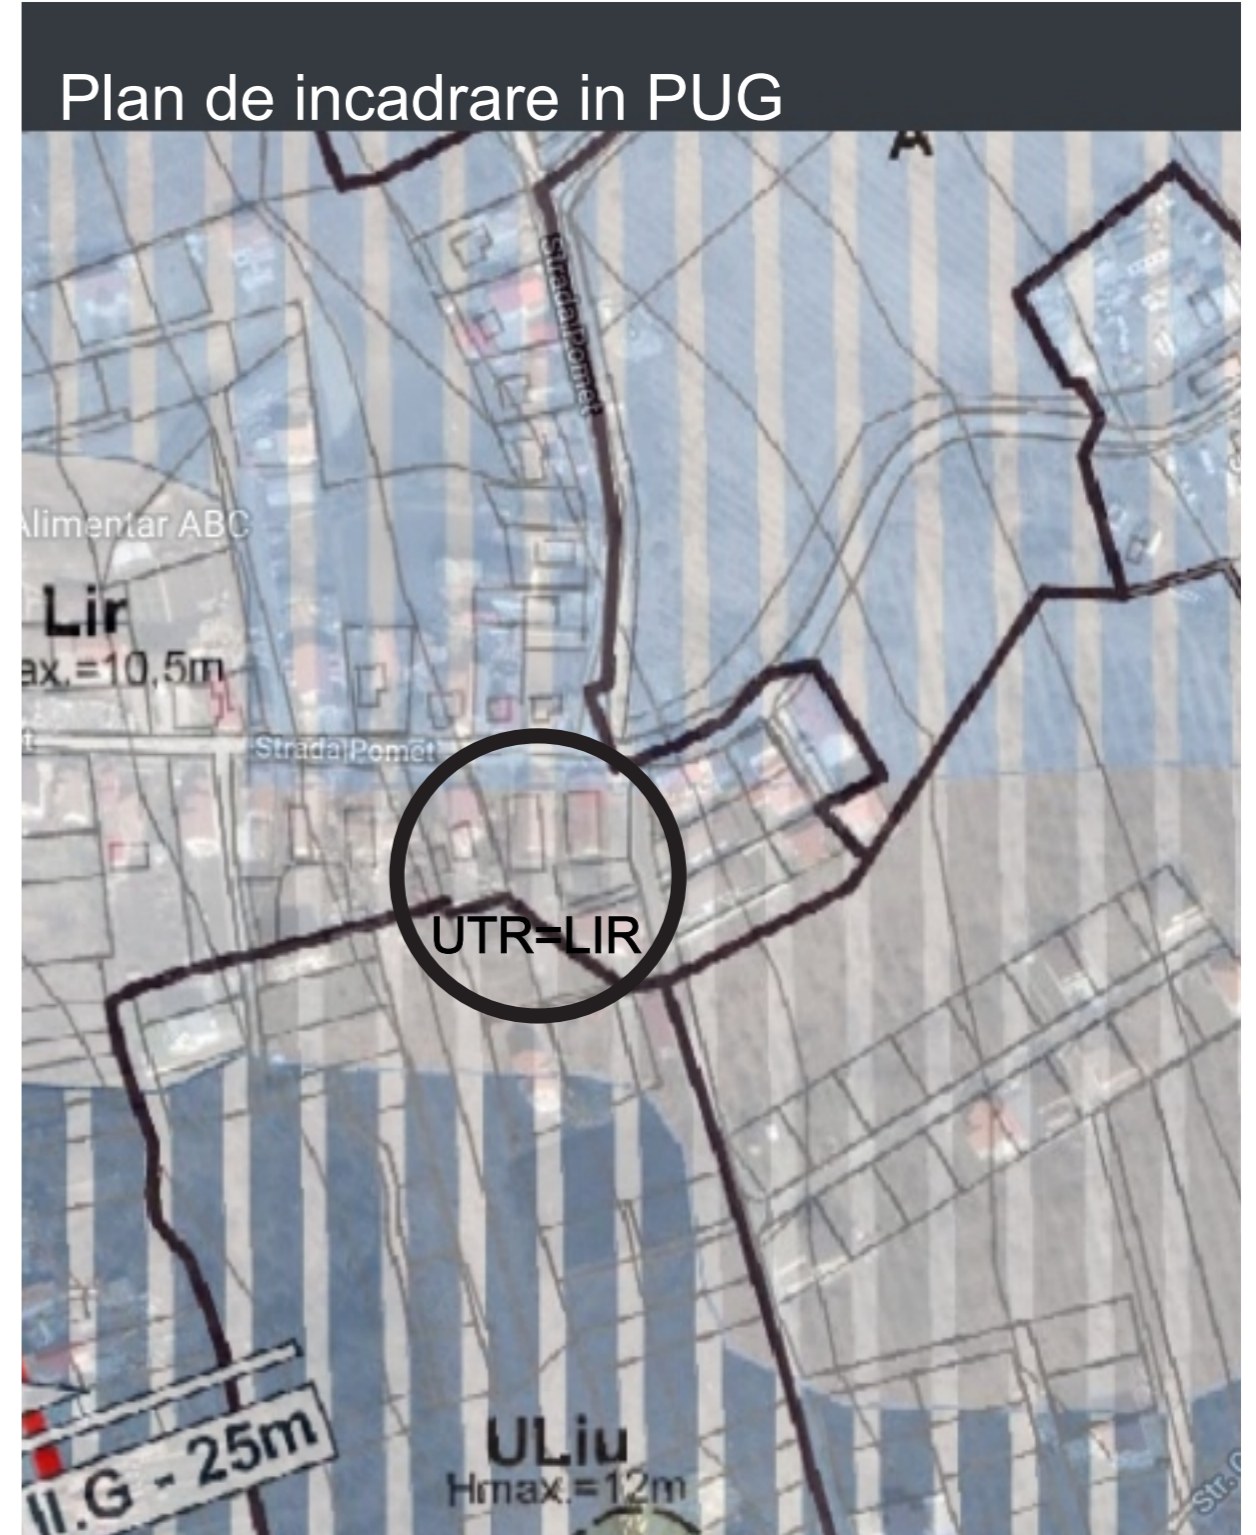 Plan de incadrare in PUG
A
Strada Pomet
Alimentar ABC
Lir
ax.=10,5m
t
Strada Pomet
UTR=LIR
II.G - 25m
ULiu
Hmax.=12m
Str.